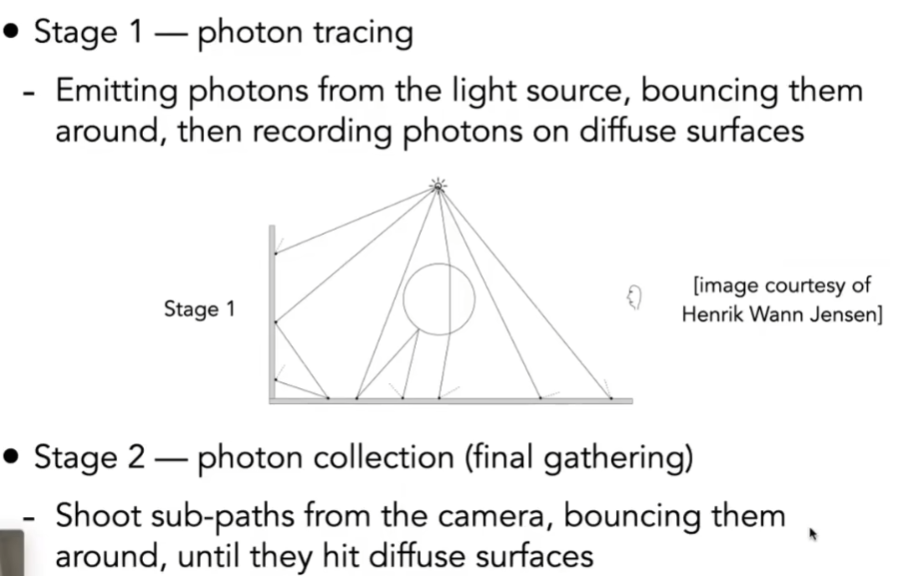 • Stage 1 — photon tracing
- Emitting photons from the light source, bouncing them
around, then recording photons on diffuse surfaces
Stage 1
[image courtesy of
Henrik Wann Jensen]
• Stage 2 — photon collection (final gathering)
- Shoot sub-paths from the camera, bouncing them
around, until they hit diffuse surfaces